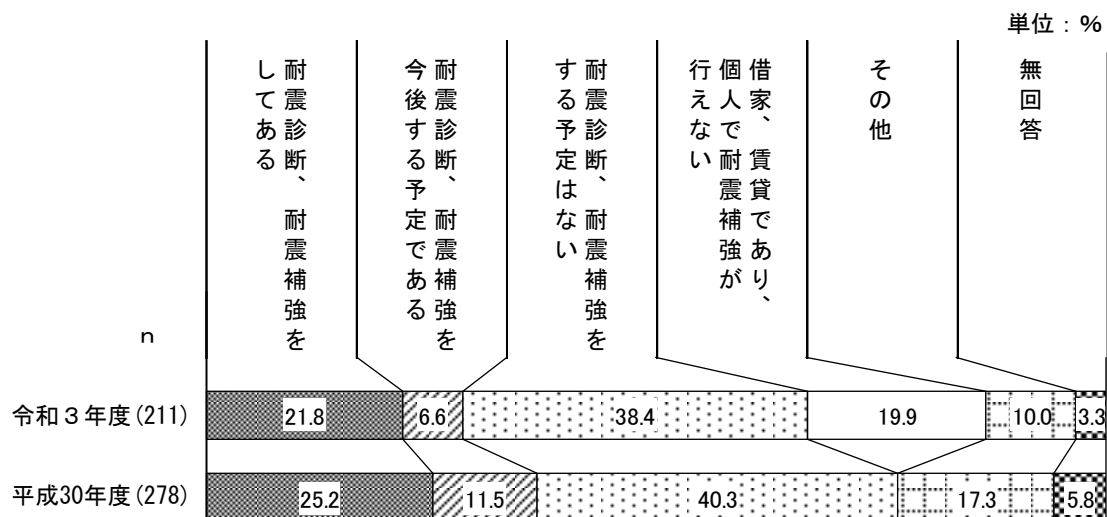 単位：％
耐震診断、耐震補強を
してある
耐震診断、耐震補強を
今後する予定である
耐震診断、耐震補強を
する予定はない
借家、賃貸であり、
個人で耐震補強が
行えない
その他
無回答
ｎ
令和３年度(211)
21.8
6.6
38.4
19.9
10.0
3.3
平成30年度(278)
25.2
11.5
40.3
17.3
5.8